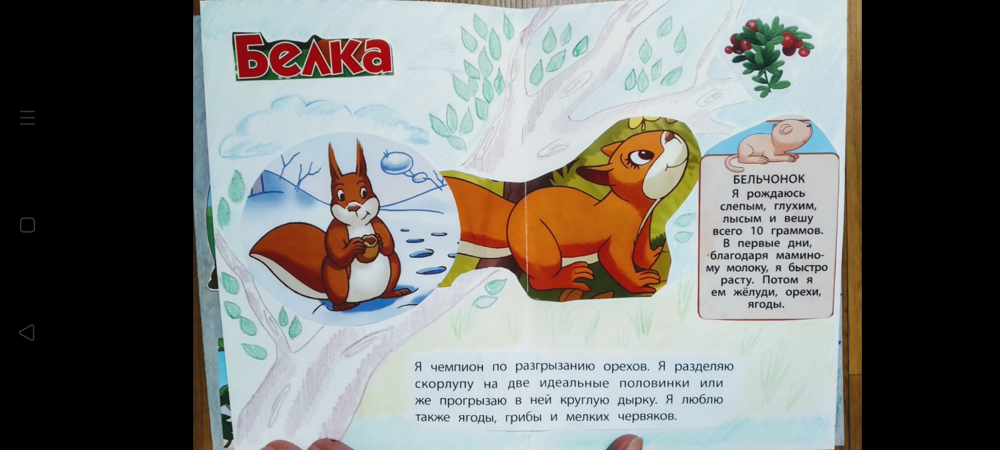 Белка
БЕЛЬЧОНОК
Я рождаюсь
слепым, глухим,
лысым и вешу
всего 10 граммов.
В первые дни,
благодаря мамино-
му молоку, я быстро
расту. Потом я
ем жёлуди, орехи,
ягоды.
Я чемпион по разгрызанию орехов. Я разделяю
скорлупу на две идеальные половинки или
же прогрызаю в ней круглую дырку. Я люблю
также ягоды, грибы и мелких червяков.